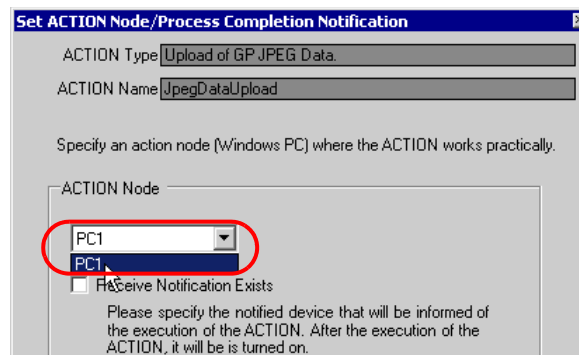 Set ACTION Node/Process Completion Notification
ACTION Type Upload of GP JPEG Data.
ACTION Name JpegDataUpload
Specify an action node (Windows PC) where the ACTION works practically.
ACTION Node
PC1
PC1
Receive Notification Exists
Please specify the notified device that will be informed of
the execution of the ACTION. After the execution of the
ACTION, it will be is turned on.